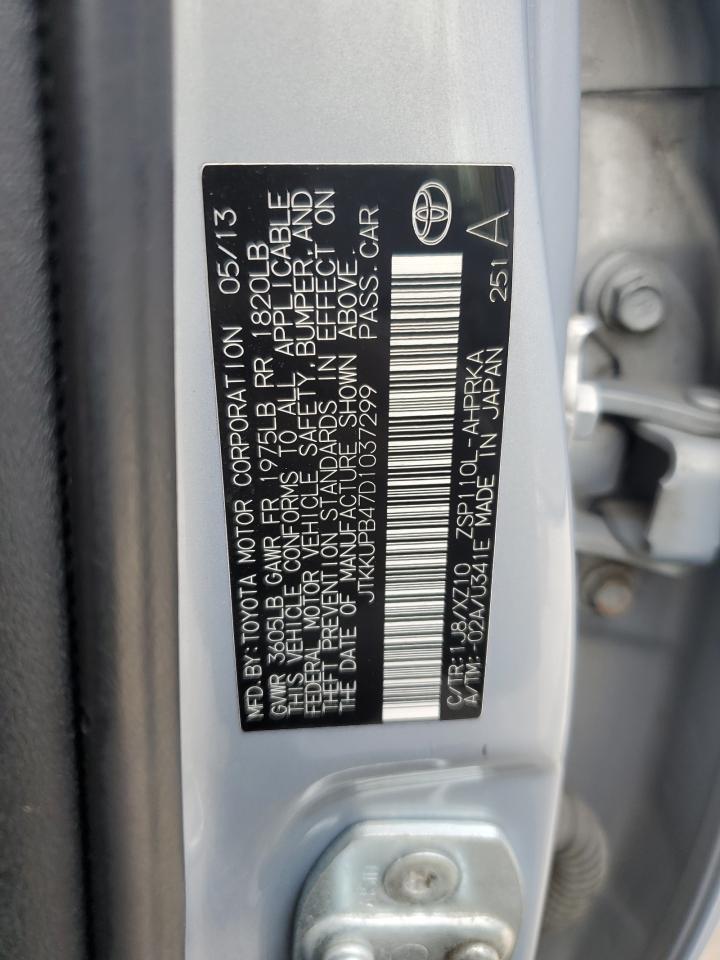 MFD.BY:TOYOTA MOTOR CORPORATION 05/13
GVWR 3605LB GAWR FR 1975LB RR 1820LB
THIS VEHICLE CONFORMS TO ALL APPLICABLE
FEDERAL MOTOR VEHICLE SAFETY, BUMPER, AND
THEFT PREVENTION STANDARDS IN EFFECT ON
THE DATE OF MANUFACTURE SHOWN ABOVE.
JTKKUPB47D1037299 PASS.CAR
C/TR:1J8/XZ10 ZSP110L-AHPRKA 251
A/TM:-02A/U341E MADE IN JAPAN A